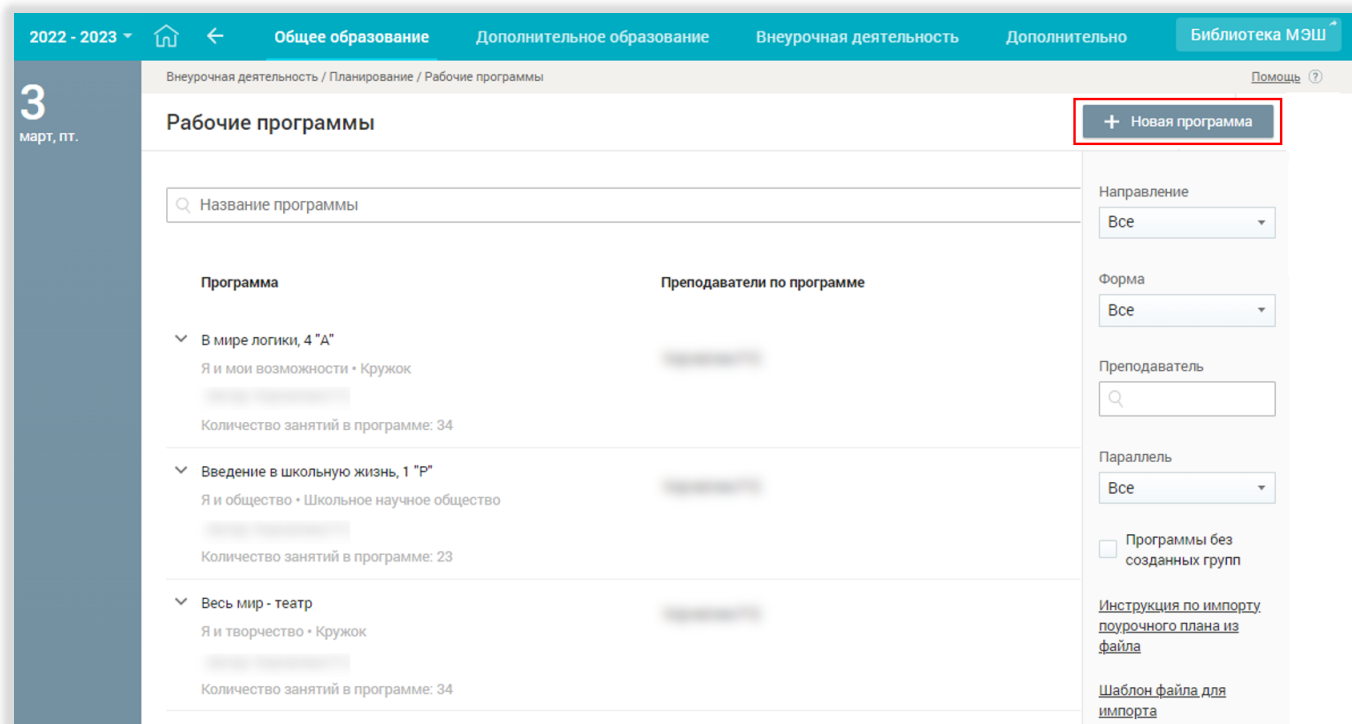 2022 - 2023
Общее образование
Дополнительное образование
Внеурочная деятельность
Дополнительно
Библиотека МЭШ
3
март, пт.
Внеурочная деятельность / Планирование / Рабочие программы
Помощь ?
Рабочие программы
+ Новая программа
Название программы
Программа
Преподаватели по программе
В мире логики, 4 "А"
Я и мои возможности • Кружок
Количество занятий в программе: 34
Введение в школьную жизнь, 1 "Р"
Я и общество • Школьное научное общество
Количество занятий в программе: 23
Весь мир - театр
Я и творчество • Кружок
Количество занятий в программе: 34
Направление
Все
Форма
Все
Преподаватель
Параллель
Все
Программы без
созданных групп
Инструкция по импорту
поурочного плана из
файла
Шаблон файла для
импорта